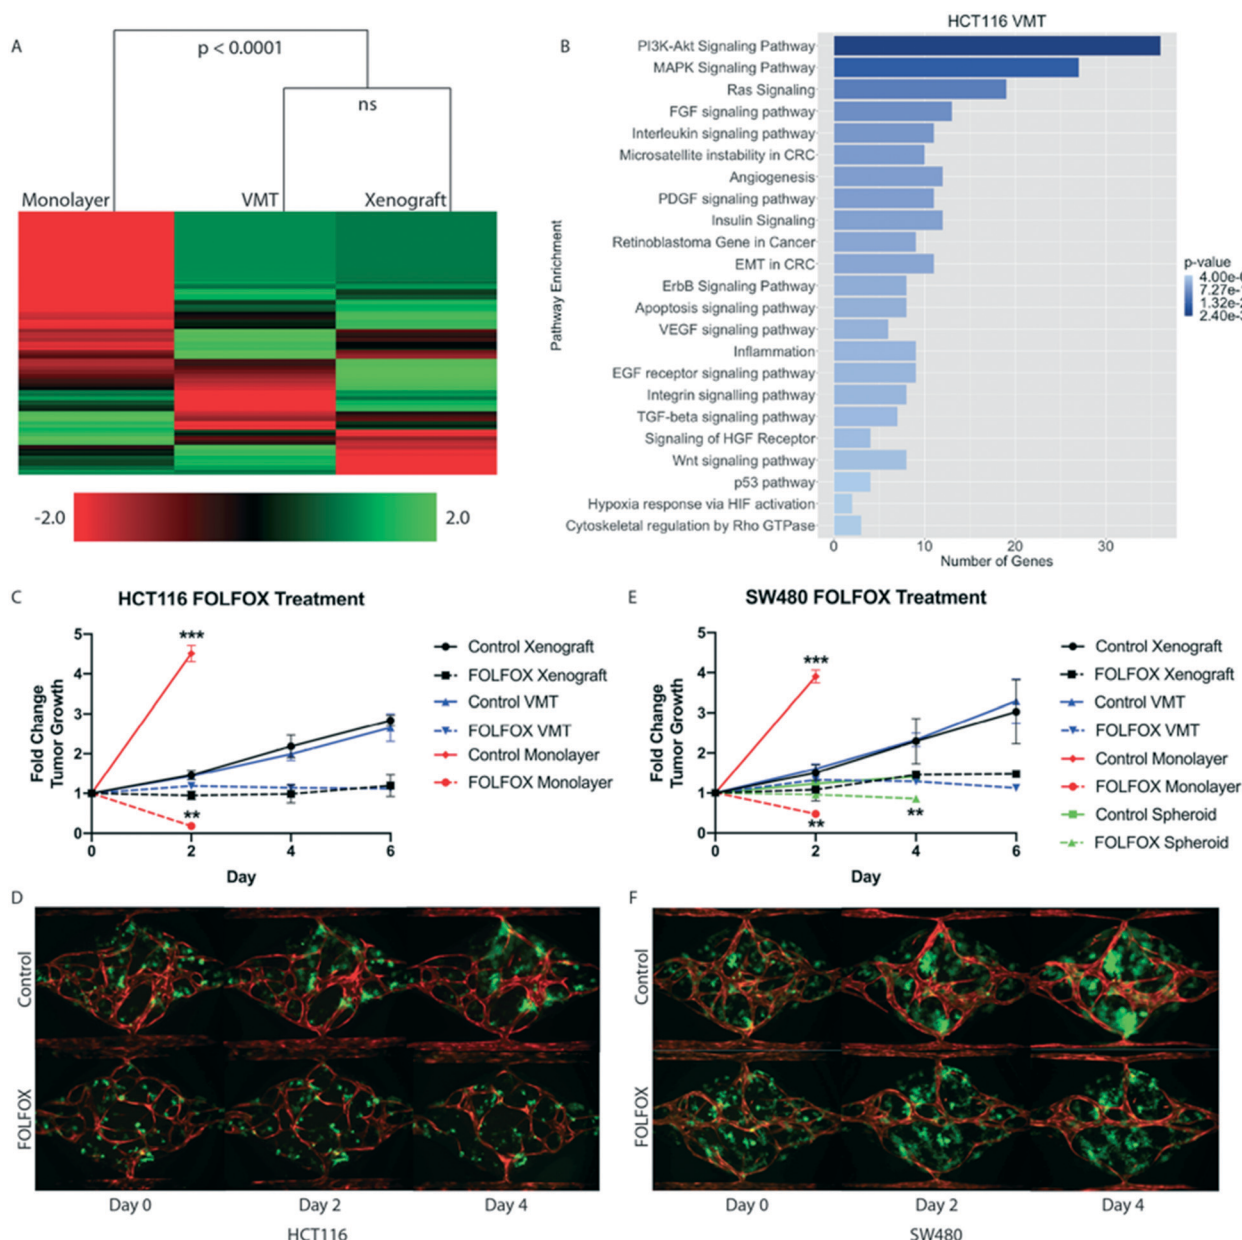 A
p < 0.0001
ns
Monolayer VMT Xenograft
-2.0 2.0
B
HCT116 VMT
Pathway Enrichment
PI3K-Akt Signaling Pathway
MAPK Signaling Pathway
Ras Signaling
FGF signaling pathway
Interleukin signaling pathway
Microsatellite instability in CRC
Angiogenesis
PDGF signaling pathway
Insulin Signaling
Retinoblastoma Gene in Cancer
EMT in CRC
ErbB Signaling Pathway
Apoptosis signaling pathway
VEGF signaling pathway
Inflammation
EGF receptor signaling pathway
Integrin signalling pathway
TGF-beta signaling pathway
Signaling of HGF Receptor
Wnt signaling pathway
p53 pathway
Hypoxia response via HIF activation
Cytoskeletal regulation by Rho GTPase
0 10 20 30
Number of Genes
p-value
4.00e-
7.27e-
1.32e-
2.40e-
C
HCT116 FOLFOX Treatment
Fold Change
Tumor Growth
5
4
3
2
1
0
***
**
0 2 4 6
Day
Control Xenograft
FOLFOX Xenograft
Control VMT
FOLFOX VMT
Control Monolayer
FOLFOX Monolayer
E
SW480 FOLFOX Treatment
Fold Change
Tumor Growth
5
4
3
2
1
0
***
**
**
0 2 4 6
Day
Control Xenograft
FOLFOX Xenograft
Control VMT
FOLFOX VMT
Control Monolayer
FOLFOX Monolayer
Control Spheroid
FOLFOX Spheroid
D
Control
FOLFOX
Day 0 Day 2 Day 4
HCT116
F
Control
FOLFOX
Day 0 Day 2 Day 4
SW480